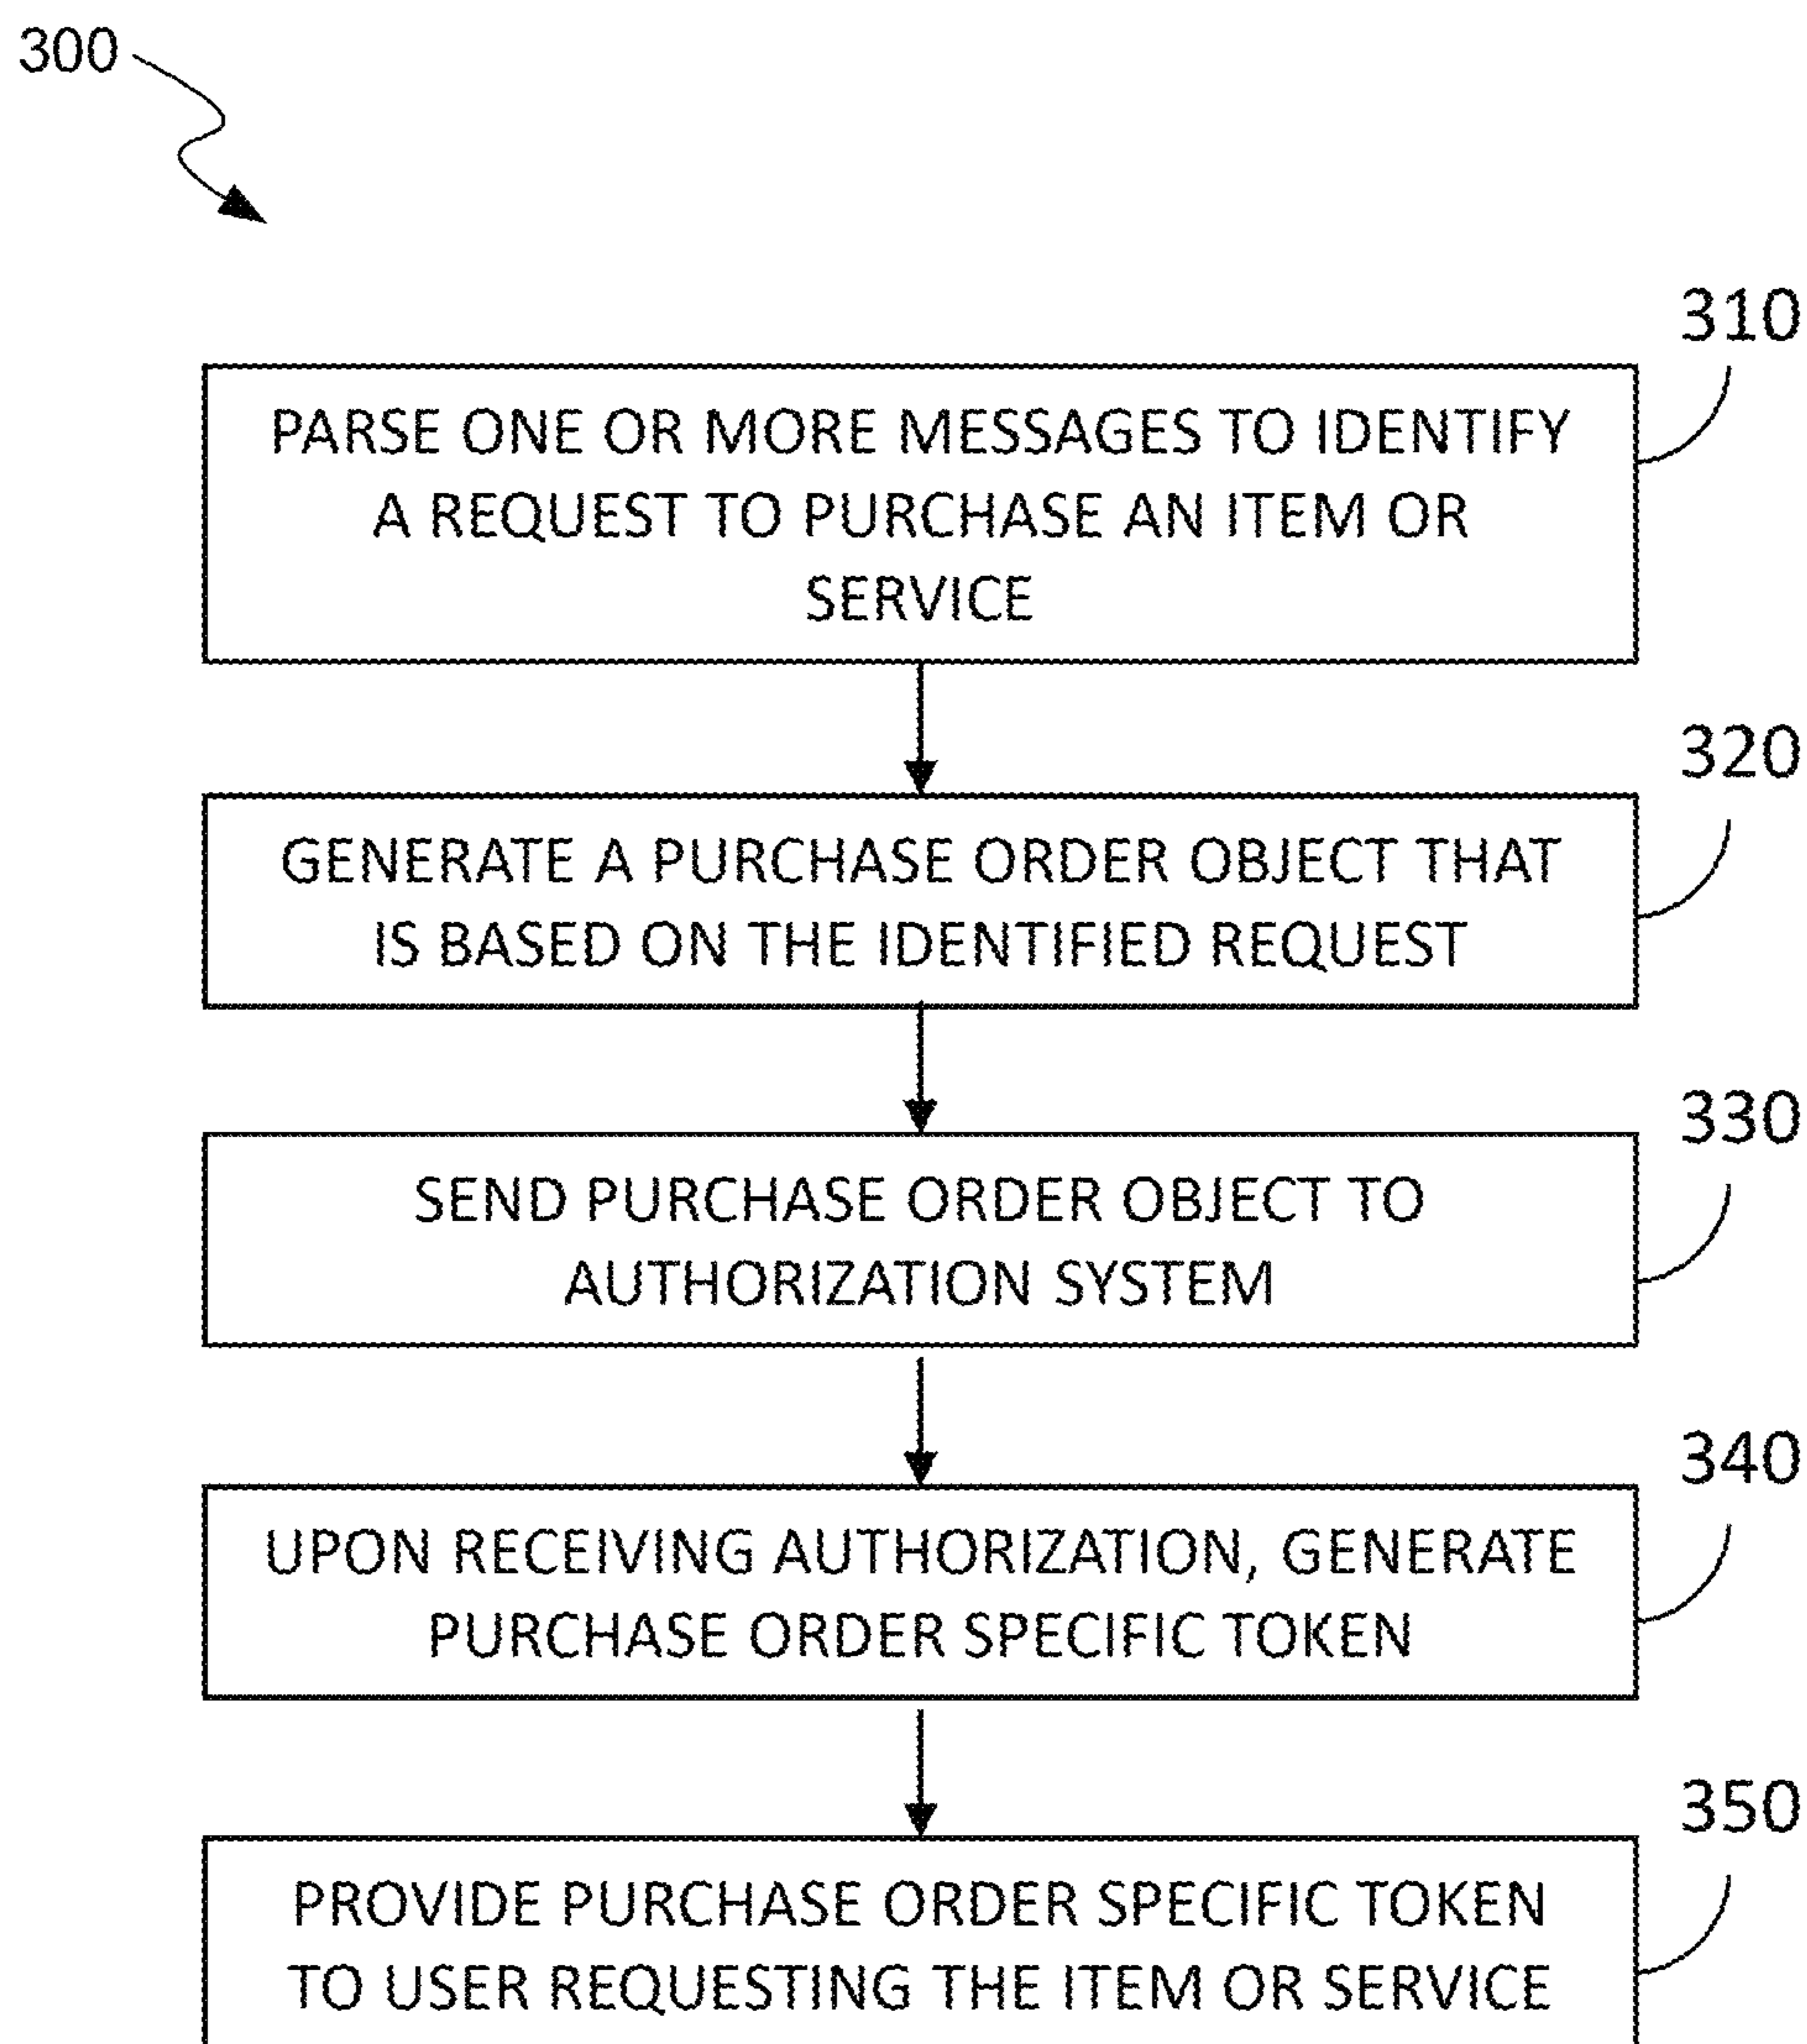 300
310
PARSE ONE OR MORE MESSAGES TO IDENTIFY
A REQUEST TO PURCHASE AN ITEM OR
SERVICE
320
GENERATE A PURCHASE ORDER OBJECT THAT
IS BASED ON THE IDENTIFIED REQUEST
330
SEND PURCHASE ORDER OBJECT TO
AUTHORIZATION SYSTEM
340
UPON RECEIVING AUTHORIZATION, GENERATE
PURCHASE ORDER SPECIFIC TOKEN
350
PROVIDE PURCHASE ORDER SPECIFIC TOKEN
TO USER REQUESTING THE ITEM OR SERVICE